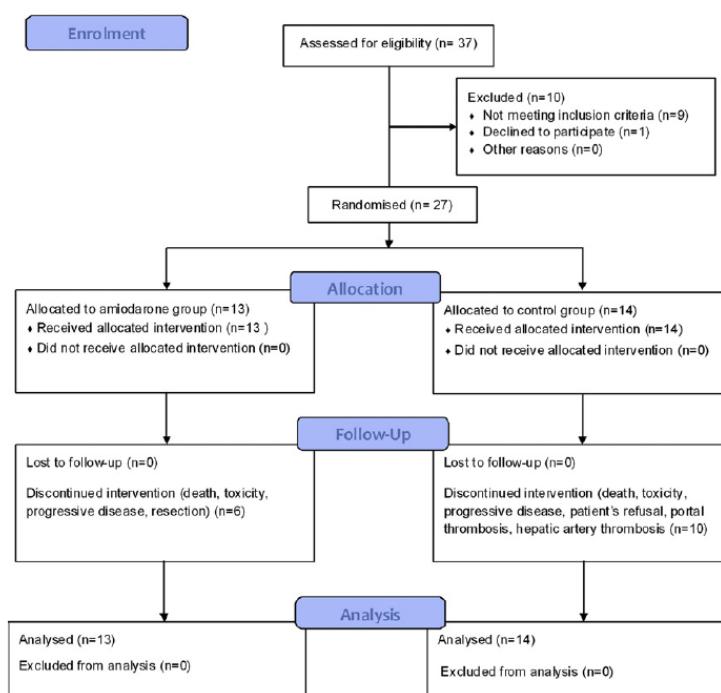 Enrolment
Assessed for eligibility (n= 37)
Excluded (n=10)
♦ Not meeting inclusion criteria (n=9)
♦ Declined to participate (n=1)
♦ Other reasons (n=0)
Randomised (n= 27)
Allocation
Allocated to amiodarone group (n=13)
♦ Received allocated intervention (n=13 )
♦ Did not receive allocated intervention (n=0)
Allocated to control group (n=14)
♦ Received allocated intervention (n=14)
♦ Did not receive allocated intervention (n=0)
Follow-Up
Lost to follow-up (n=0)
Discontinued intervention (death, toxicity,
progressive disease, resection) (n=6)
Lost to follow-up (n=0)
Discontinued intervention (death, toxicity,
progressive disease, patient's refusal, portal
thrombosis, hepatic artery thrombosis (n=10)
Analysis
Analysed (n=13)
Excluded from analysis (n=0)
Analysed (n=14)
Excluded from analysis (n=0)